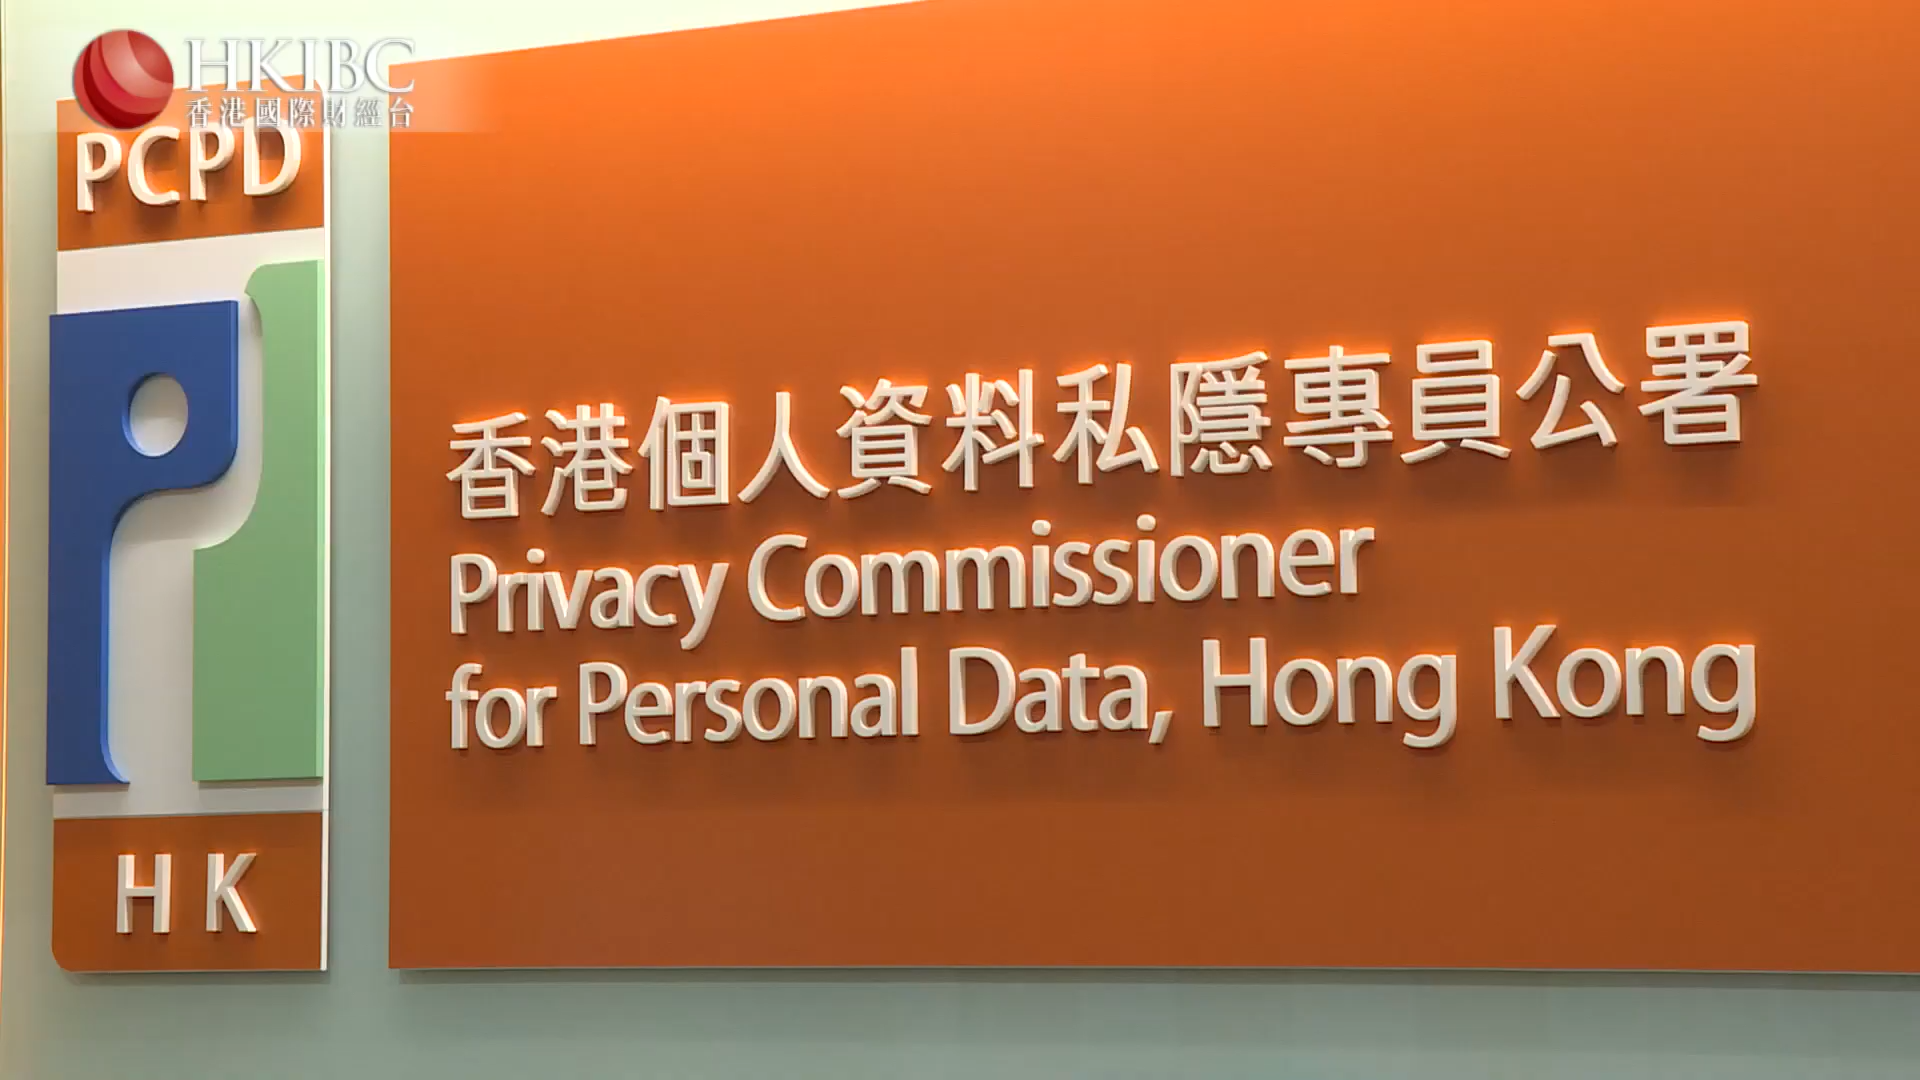 HKIBC
香港國際財經台
PCPD
HK
香港個人資料私隱專員公署
Privacy Commissioner
for Personal Data, Hong Kong